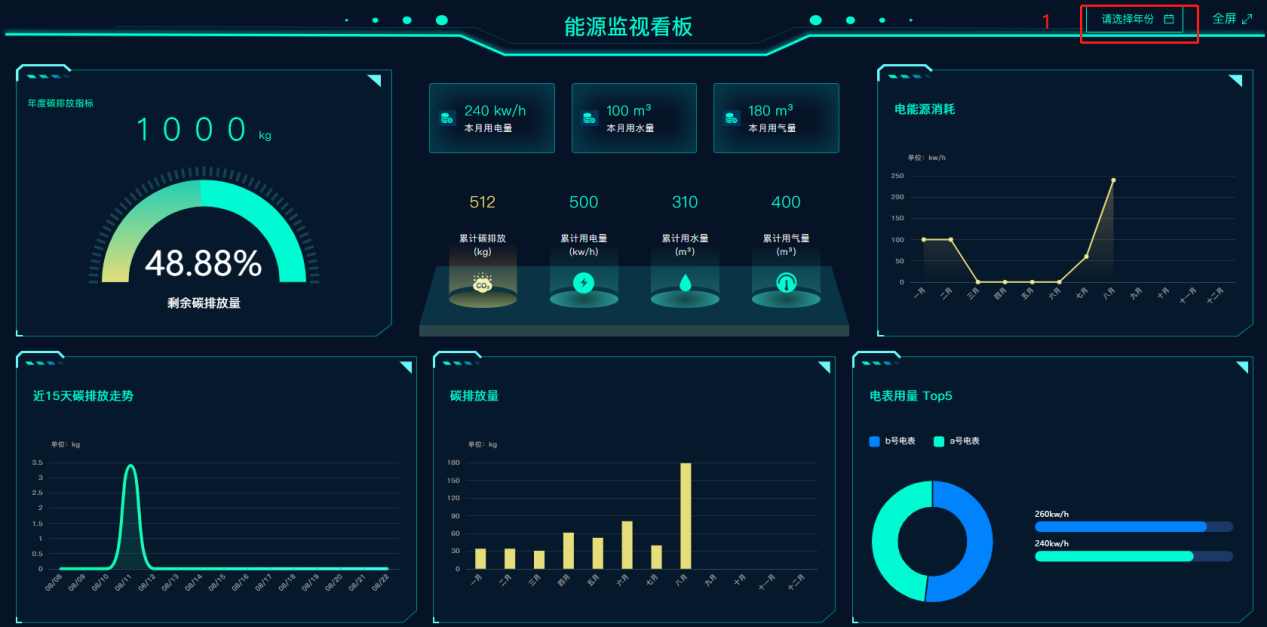 能源监视看板
1
请选择年份
全屏
年度碳排放指标
1000 kg
48.88%
剩余碳排放量
240 kw/h
本月用电量
100 m³
本月用水量
180 m³
本月用气量
512
累计碳排放
(kg)
500
累计用电量
(kw/h)
310
累计用水量
(m³)
400
累计用气量
(m³)
CO₂
电能源消耗
单位: kw/h
250
200
150
100
50
0
一月 二月 三月 四月 五月 六月 七月 八月 九月 十月 十一月 十二月
近15天碳排放走势
单位: kg
3.5
3
2.5
2
1.5
1
0.5
0
08/08 08/09 08/10 08/11 08/12 08/13 08/14 08/15 08/16 08/17 08/18 08/19 08/20 08/21 08/22
碳排放量
单位: kg
180
150
120
90
60
30
0
一月 二月 三月 四月 五月 六月 七月 八月 九月 十月 十一月 十二月
电表用量 Top5
b号电表 a号电表
260kw/h
240kw/h